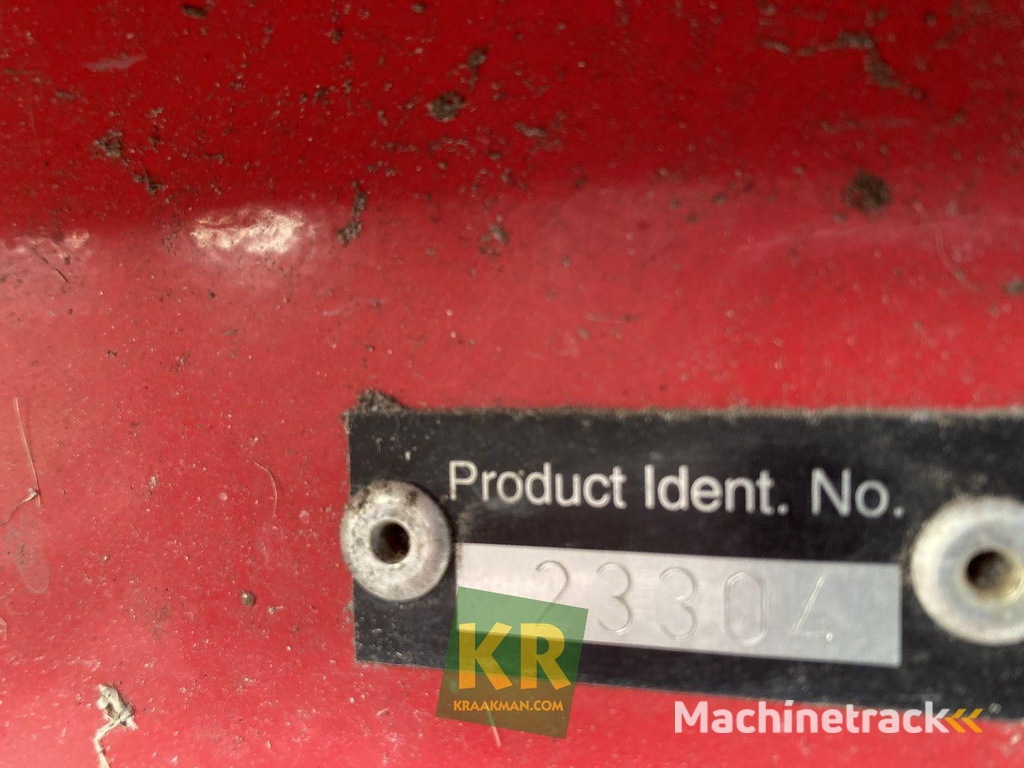 Product Ident. No.
23304
KR
KRAAKMAN.COM
Machinetrack